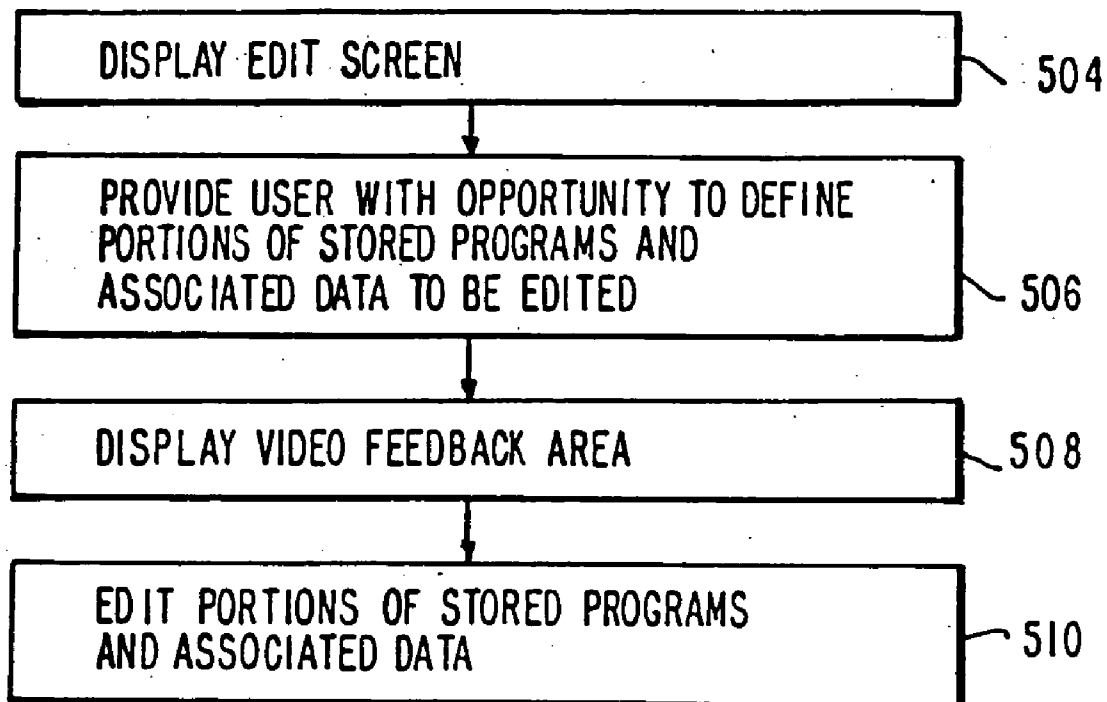 DISPLAY EDIT SCREEN
504
PROVIDE USER WITH OPPORTUNITY TO DEFINE
PORTIONS OF STORED PROGRAMS AND
ASSOCIATED DATA TO BE EDITED
506
DISPLAY VIDEO FEEDBACK AREA
508
EDIT PORTIONS OF STORED PROGRAMS
AND ASSOCIATED DATA
510